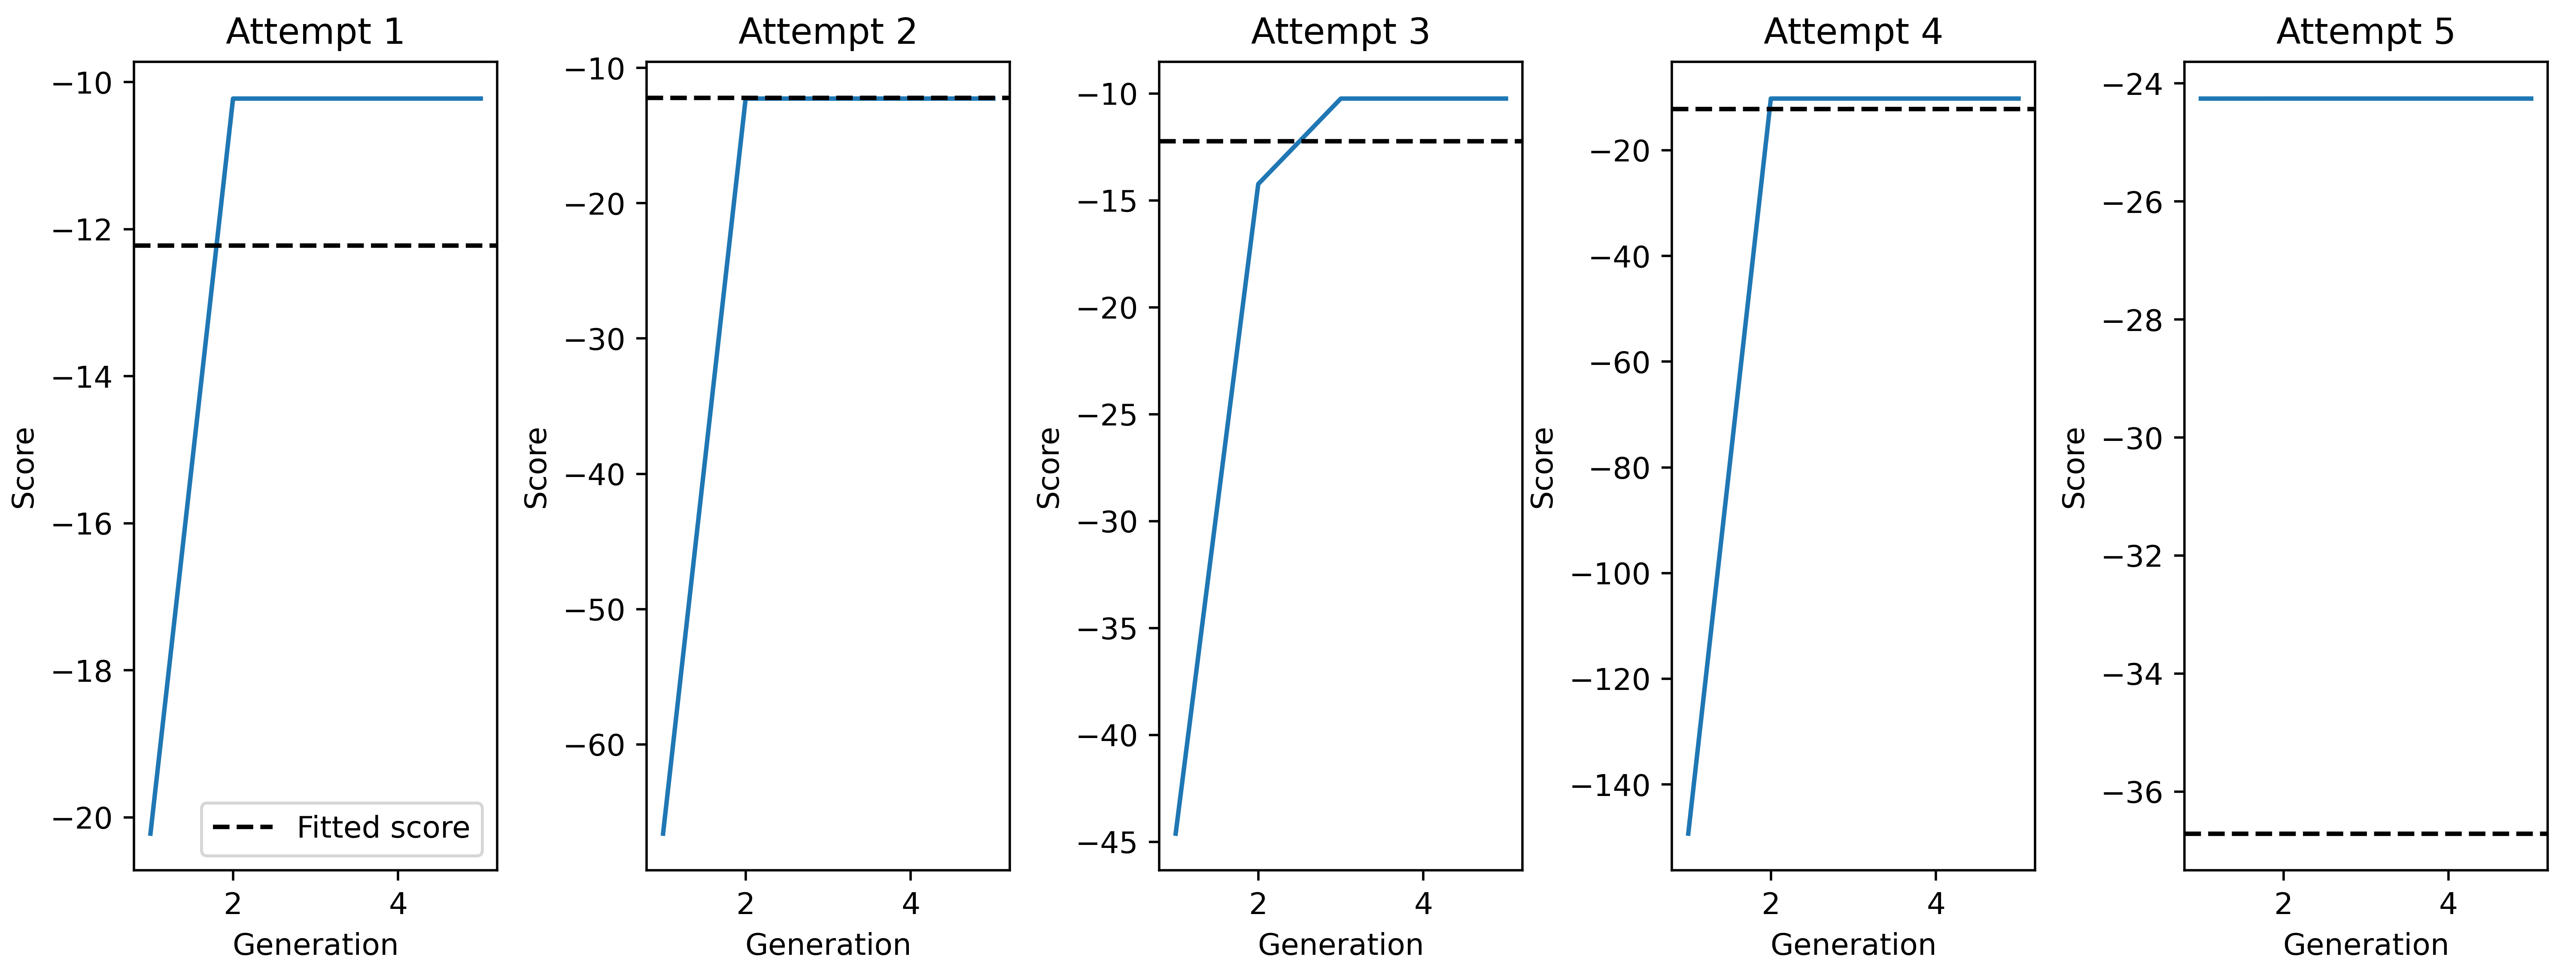 Attempt 1
Attempt 2
Attempt 3
Attempt 4
Attempt 5
Score
−10
−12
−14
−16
−18
−20
Fitted score
2
4
Generation
Score
−10
−20
−30
−40
−50
−60
2
4
Generation
Score
−10
−15
−20
−25
−30
−35
−40
−45
2
4
Generation
Score
−20
−40
−60
−80
−100
−120
−140
2
4
Generation
Score
−24
−26
−28
−30
−32
−34
−36
2
4
Generation